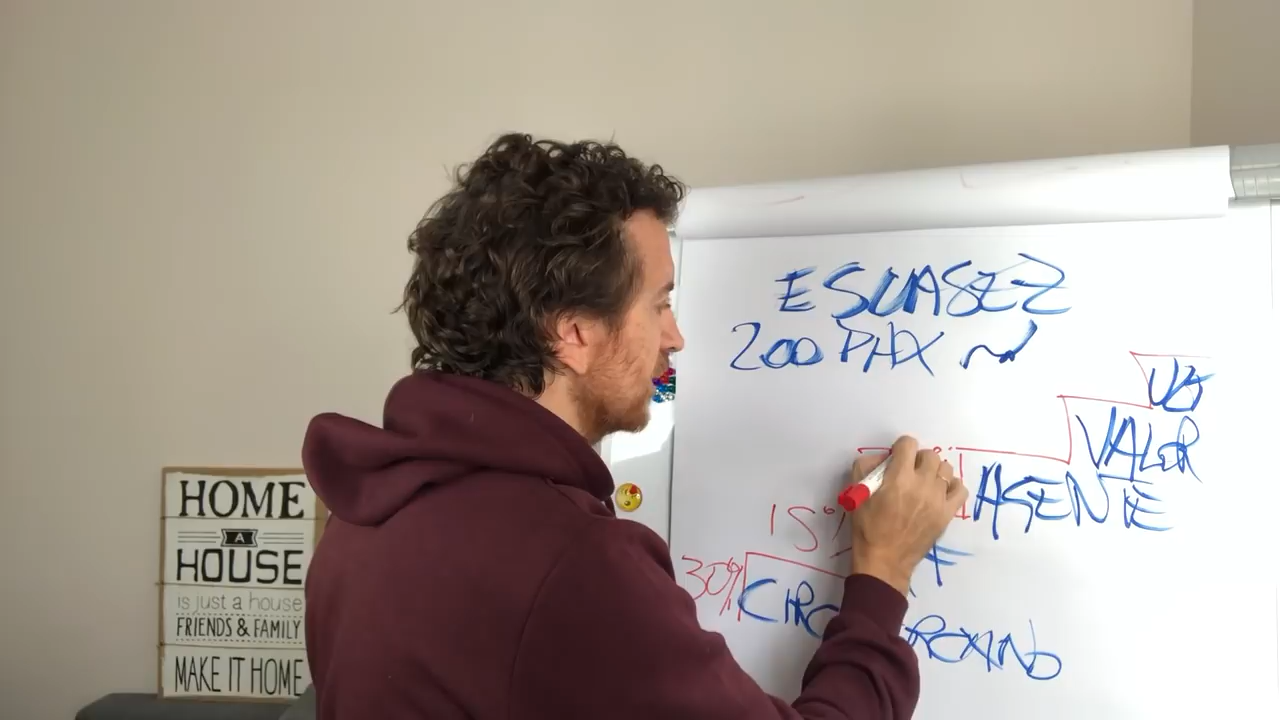 HOME
A
HOUSE
is just a house
FRIENDS & FAMILY
MAKE IT HOME
ESCASEZ
200 PAX
VALOR
AGENTE
15%
30%